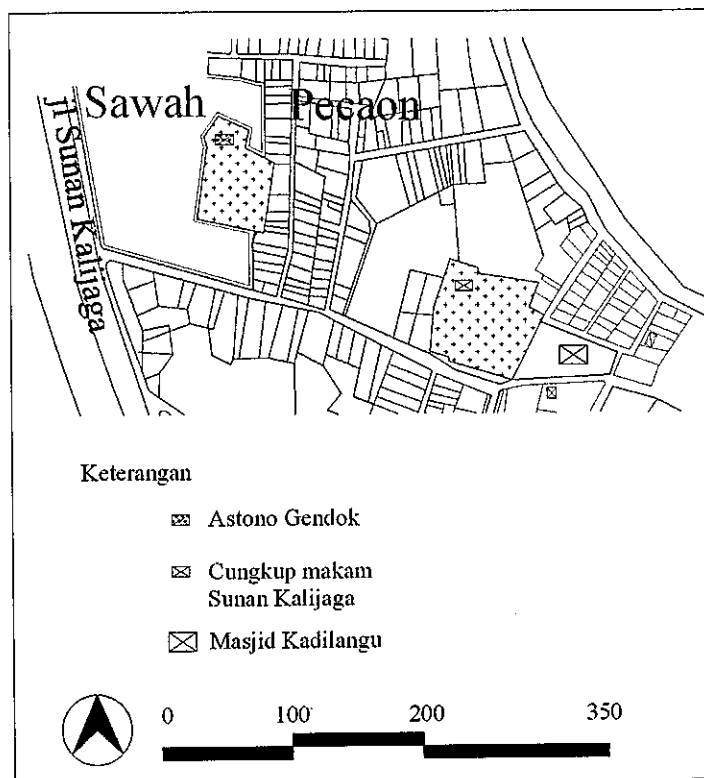 Sawah Pecaon
Jl Sunan Kalijaga
Keterangan
Astono Gendok
Cungkup makam
Sunan Kalijaga
Masjid Kadilangu
0 100 200 350